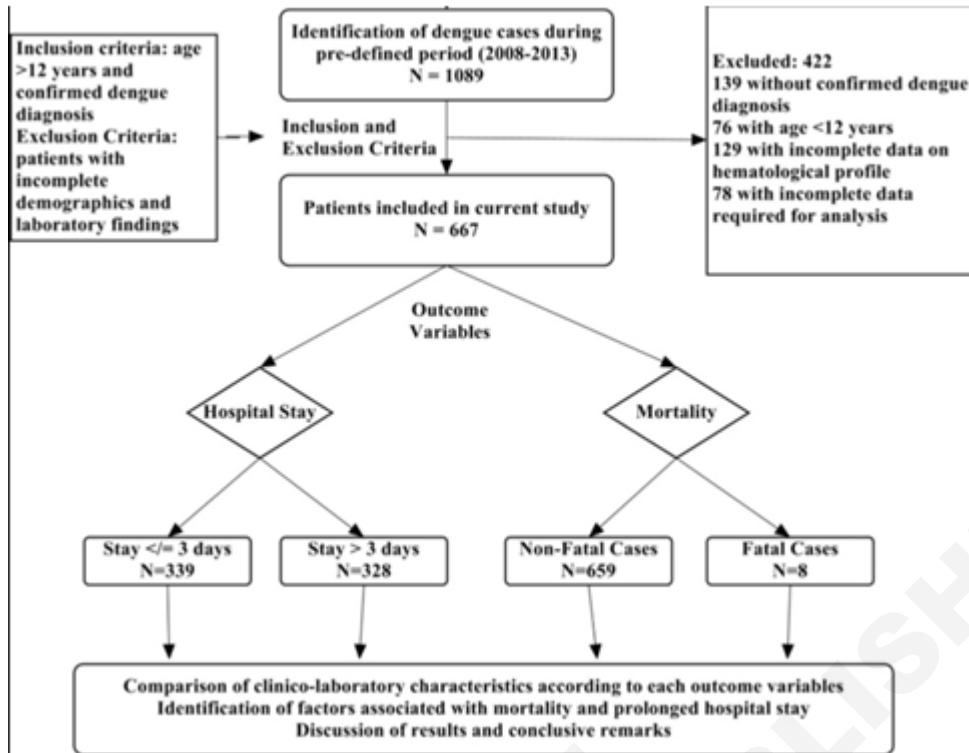 Identification of dengue cases during
pre-defined period (2008-2013)
N = 1089
Inclusion criteria: age
>12 years and
confirmed dengue
diagnosis
Exclusion Criteria:
patients with
incomplete
demographics and
laboratory findings
Inclusion and
Exclusion Criteria
Excluded: 422
139 without confirmed dengue
diagnosis
76 with age <12 years
129 with incomplete data on
hematological profile
78 with incomplete data
required for analysis
Patients included in current study
N = 667
Outcome
Variables
Hospital Stay
Mortality
Stay </= 3 days
N=339
Stay > 3 days
N=328
Non-Fatal Cases
N=659
Fatal Cases
N=8
Comparison of clinico-laboratory characteristics according to each outcome variables
Identification of factors associated with mortality and prolonged hospital stay
Discussion of results and conclusive remarks